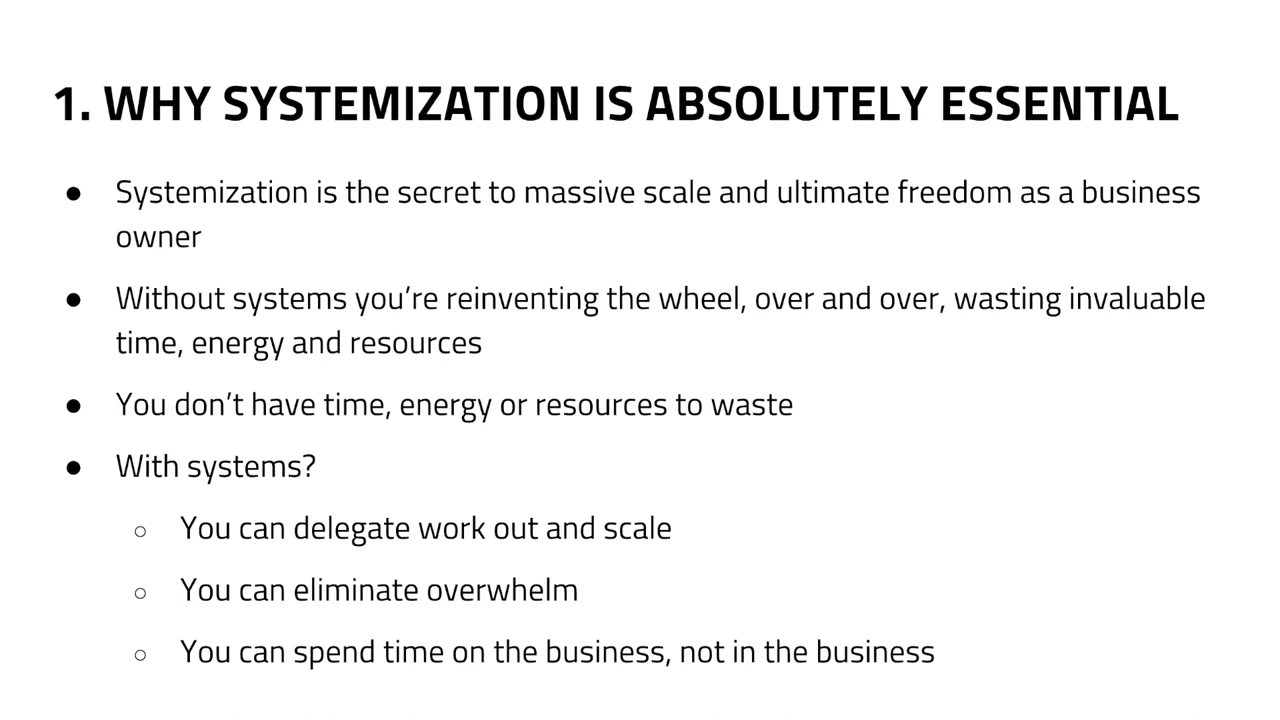 1. WHY SYSTEMIZATION IS ABSOLUTELY ESSENTIAL
● Systemization is the secret to massive scale and ultimate freedom as a business
owner
● Without systems you’re reinventing the wheel, over and over, wasting invaluable
time, energy and resources
● You don’t have time, energy or resources to waste
● With systems?
○ You can delegate work out and scale
○ You can eliminate overwhelm
○ You can spend time on the business, not in the business